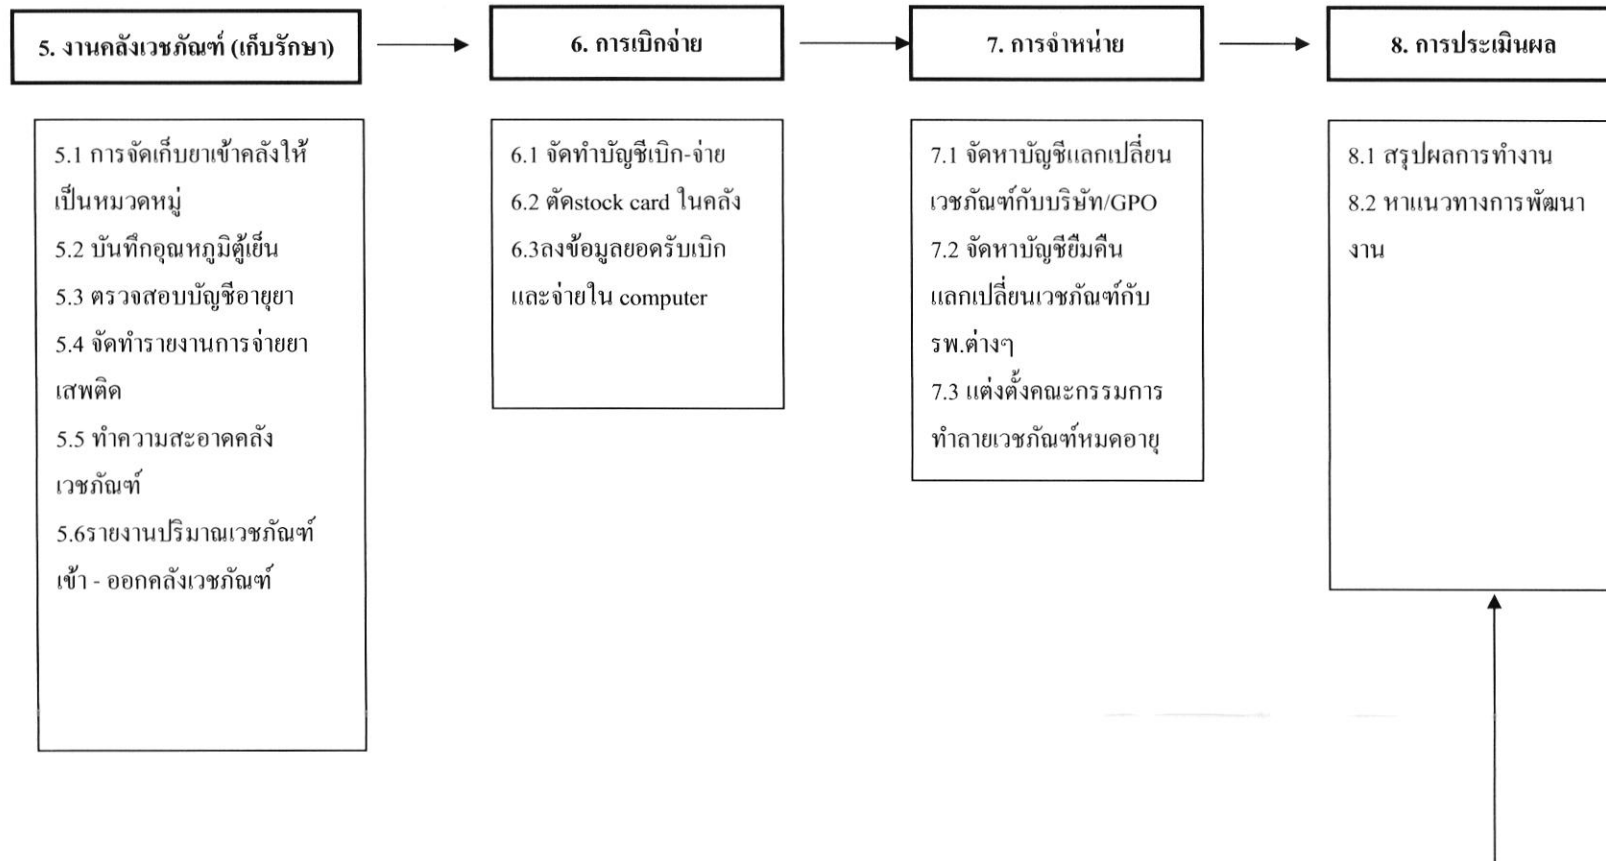 5. งานคลังเวชภัณฑ์ (เก็บรักษา)
6. การเบิกจ่าย
7. การจำหน่าย
8. การประเมินผล
5.1 การจัดเก็บยาเข้าคลังให้
เป็นหมวดหมู่
5.2 บันทึกอุณหภูมิตู้เย็น
5.3 ตรวจสอบบัญชีอายุยา
5.4 จัดทำรายงานการจ่ายยา
เสพติด
5.5 ทำความสะอาดคลัง
เวชภัณฑ์
5.6รายงานปริมาณเวชภัณฑ์
เข้า - ออกคลังเวชภัณฑ์
6.1 จัดทำบัญชีเบิก-จ่าย
6.2 ตัดstock card ในคลัง
6.3ลงข้อมูลยอดรับเบิก
และจ่ายใน computer
7.1 จัดหาบัญชีแลกเปลี่ยน
เวชภัณฑ์กับบริษัท/GPO
7.2 จัดหาบัญชียืมคืน
แลกเปลี่ยนเวชภัณฑ์กับ
รพ.ต่างๆ
7.3 แต่งตั้งคณะกรรมการ
ทำลายเวชภัณฑ์หมดอายุ
8.1 สรุปผลการทำงาน
8.2 หาแนวทางการพัฒนา
งาน